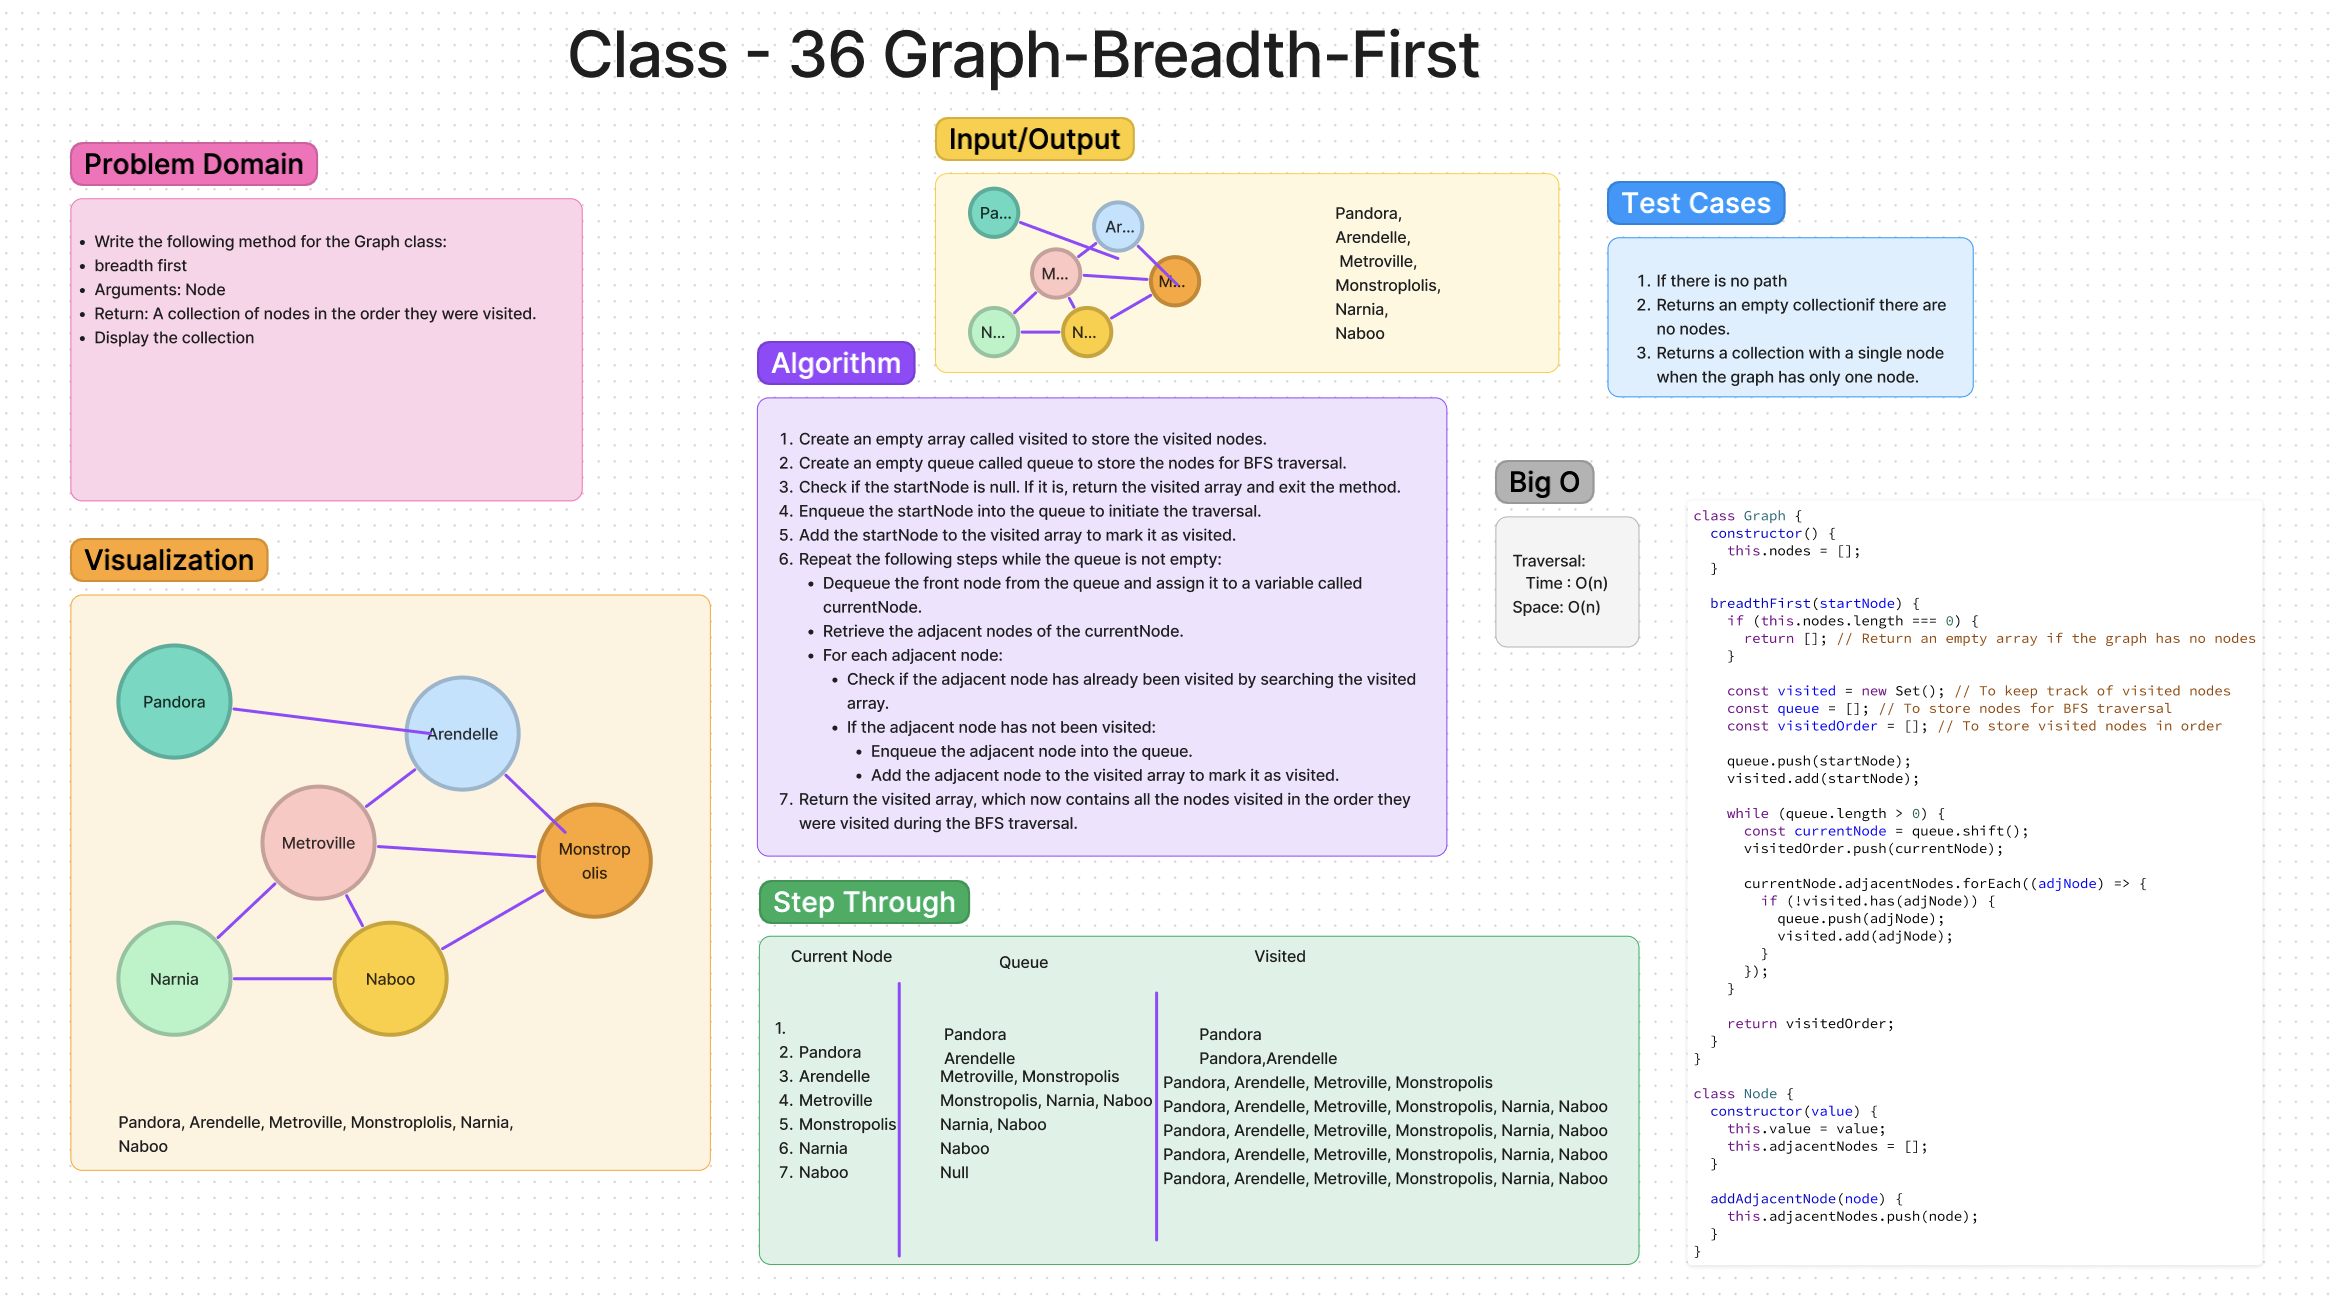 Class - 36 Graph-Breadth-First
Problem Domain
Write the following method for the Graph class:
breadth first
Arguments: Node
Return: A collection of nodes in the order they were visited.
Display the collection
Input/Output
Pa...
Ar...
M...
M...
N...
N...
Pandora,
Arendelle,
Metroville,
Monstroplolis,
Narnia,
Naboo
Test Cases
1. If there is no path
2. Returns an empty collectionif there are
no nodes.
3. Returns a collection with a single node
when the graph has only one node.
Algorithm
1. Create an empty array called visited to store the visited nodes.
2. Create an empty queue called queue to store the nodes for BFS traversal.
3. Check if the startNode is null. If it is, return the visited array and exit the method.
4. Enqueue the startNode into the queue to initiate the traversal.
5. Add the startNode to the visited array to mark it as visited.
6. Repeat the following steps while the queue is not empty:
Dequeue the front node from the queue and assign it to a variable called
currentNode.
Retrieve the adjacent nodes of the currentNode.
For each adjacent node:
Check if the adjacent node has already been visited by searching the visited
array.
If the adjacent node has not been visited:
Enqueue the adjacent node into the queue.
Add the adjacent node to the visited array to mark it as visited.
7. Return the visited array, which now contains all the nodes visited in the order they
were visited during the BFS traversal.
Big O
Traversal:
Time : O(n)
Space: O(n)
Visualization
Pandora
Arendelle
Metroville
Monstrop
olis
Narnia
Naboo
Pandora, Arendelle, Metroville, Monstroplolis, Narnia,
Naboo
Step Through
Current Node
Queue
Visited
1.
Pandora
Pandora
2. Pandora
Arendelle
Pandora,Arendelle
3. Arendelle
Metroville, Monstropolis
Pandora, Arendelle, Metroville, Monstropolis
4. Metroville
Monstropolis, Narnia, Naboo
Pandora, Arendelle, Metroville, Monstropolis, Narnia, Naboo
5. Monstropolis
Narnia, Naboo
Pandora, Arendelle, Metroville, Monstropolis, Narnia, Naboo
6. Narnia
Naboo
Pandora, Arendelle, Metroville, Monstropolis, Narnia, Naboo
7. Naboo
Null
Pandora, Arendelle, Metroville, Monstropolis, Narnia, Naboo
class Graph {
constructor() {
this.nodes = [];
}
breadthFirst(startNode) {
if (this.nodes.length === 0) {
return []; // Return an empty array if the graph has no nodes
}
const visited = new Set(); // To keep track of visited nodes
const queue = []; // To store nodes for BFS traversal
const visitedOrder = []; // To store visited nodes in order
queue.push(startNode);
visited.add(startNode);
while (queue.length > 0) {
const currentNode = queue.shift();
visitedOrder.push(currentNode);
currentNode.adjacentNodes.forEach((adjNode) => {
if (!visited.has(adjNode)) {
queue.push(adjNode);
visited.add(adjNode);
}
});
}
return visitedOrder;
}
}
class Node {
constructor(value) {
this.value = value;
this.adjacentNodes = [];
}
addAdjacentNode(node) {
this.adjacentNodes.push(node);
}
}